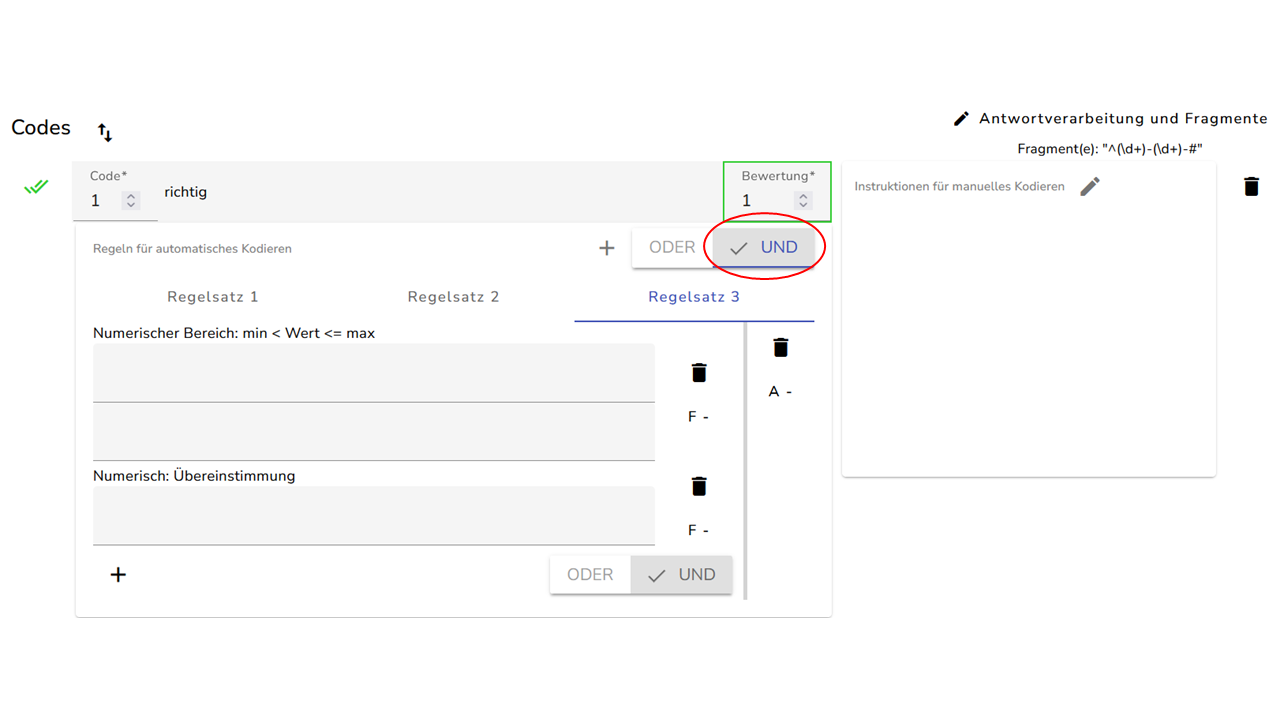 Codes
Antwortverarbeitung und Fragmente
Fragment(e): "^(\d+)-(\d+)-#"
Code*
1
richtig
Bewertung*
1
Instruktionen für manuelles Kodieren
Regeln für automatisches Kodieren
ODER
UND
Regelsatz 1
Regelsatz 2
Regelsatz 3
Numerischer Bereich: min < Wert <= max
A -
F -
Numerisch: Übereinstimmung
F -
ODER
UND